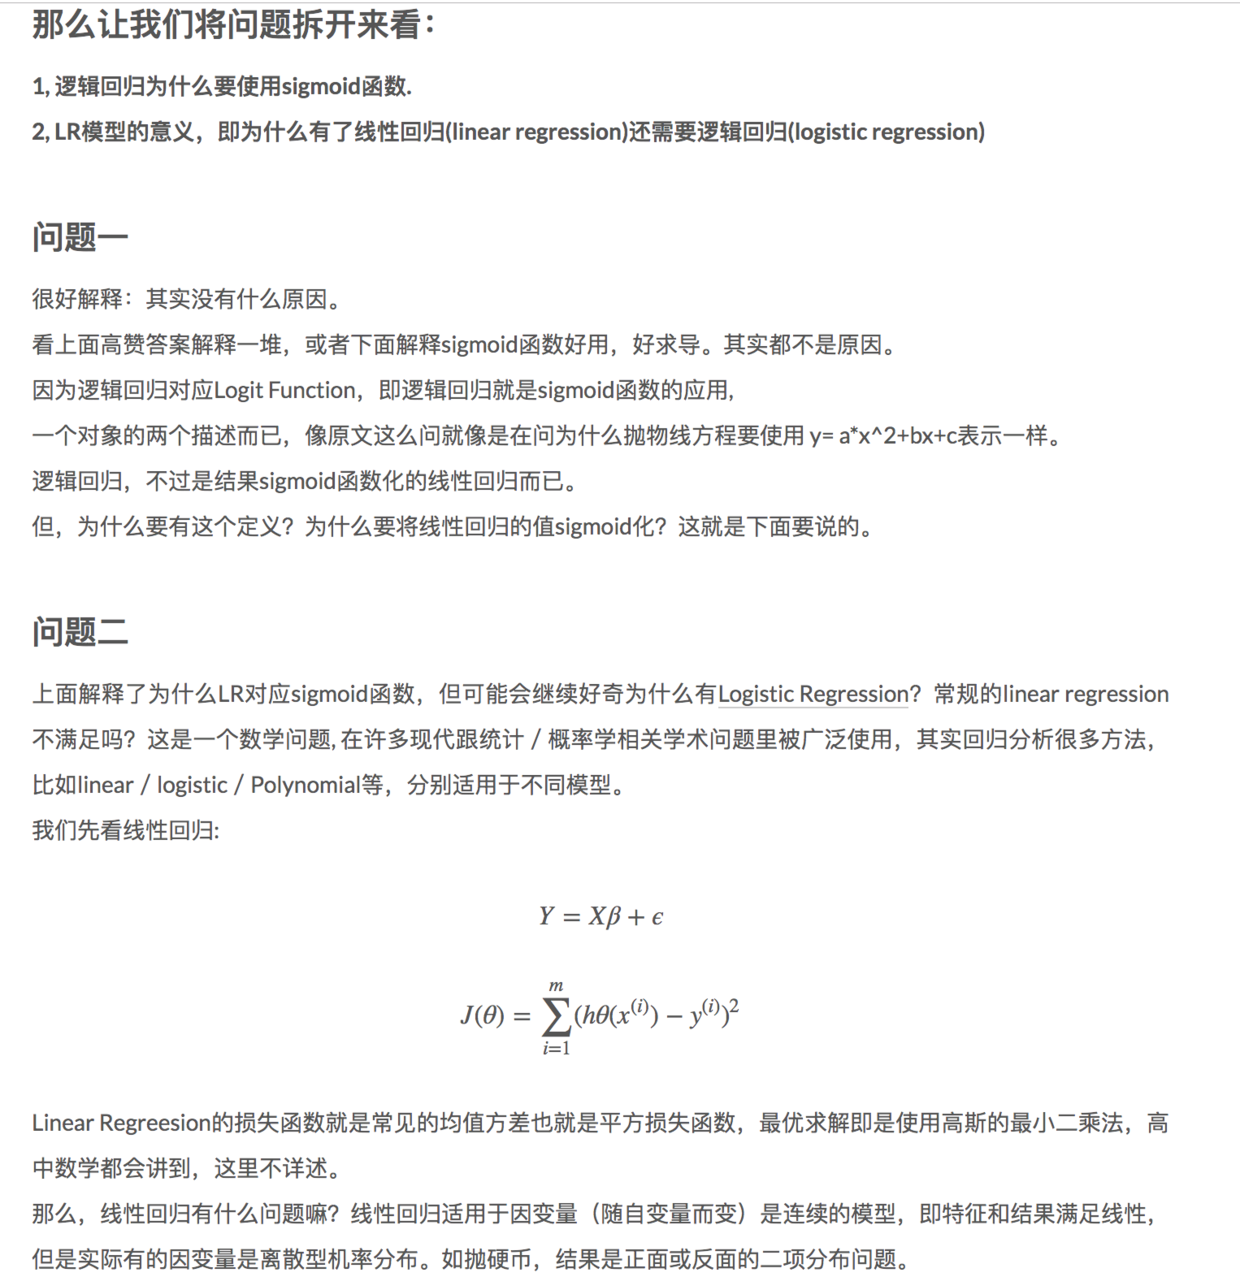 那么让我们将问题拆开来看：
1, 逻辑回归为什么要使用sigmoid函数.
2, LR模型的意义，即为什么有了线性回归(linear regression)还需要逻辑回归(logistic regression)
问题一
很好解释：其实没有什么原因。
看上面高赞答案解释一堆，或者下面解释sigmoid函数好用，好求导。其实都不是原因。
因为逻辑回归对应Logit Function，即逻辑回归就是sigmoid函数的应用,
一个对象的两个描述而已，像原文这么问就像是在问为什么抛物线方程要使用 y= a*x^2+bx+c表示一样。
逻辑回归，不过是结果sigmoid函数化的线性回归而已。
但，为什么要有这个定义？为什么要将线性回归的值sigmoid化？这就是下面要说的。
问题二
上面解释了为什么LR对应sigmoid函数，但可能会继续好奇为什么有Logistic Regression？常规的linear regression
不满足吗？这是一个数学问题, 在许多现代跟统计 / 概率学相关学术问题里被广泛使用，其实回归分析很多方法，
比如linear / logistic / Polynomial等，分别适用于不同模型。
我们先看线性回归:
Y = Xβ + ϵ
J(θ) = ∑_{i=1}^{m} (hθ(x^{(i)}) − y^{(i)})^2
Linear Regreesion的损失函数就是常见的均值方差也就是平方损失函数，最优求解即是使用高斯的最小二乘法，高
中数学都会讲到，这里不详述。
那么，线性回归有什么问题嘛？线性回归适用于因变量（随自变量而变）是连续的模型，即特征和结果满足线性，
但是实际有的因变量是离散型机率分布。如抛硬币，结果是正面或反面的二项分布问题。